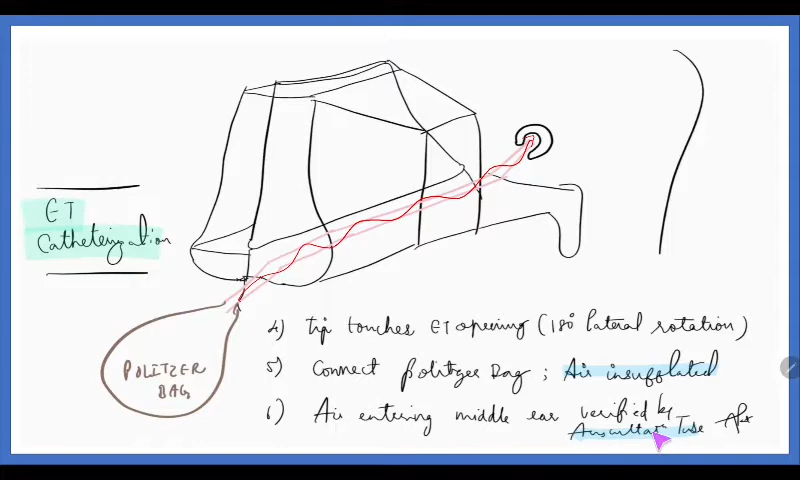 ET
Catheterization
POLITZER
BAG
4) tip touches ET opening (180° lateral rotation)
5) Connect Politzer Bag ; Air insufflated
6) Air entering middle ear verified by
Tube